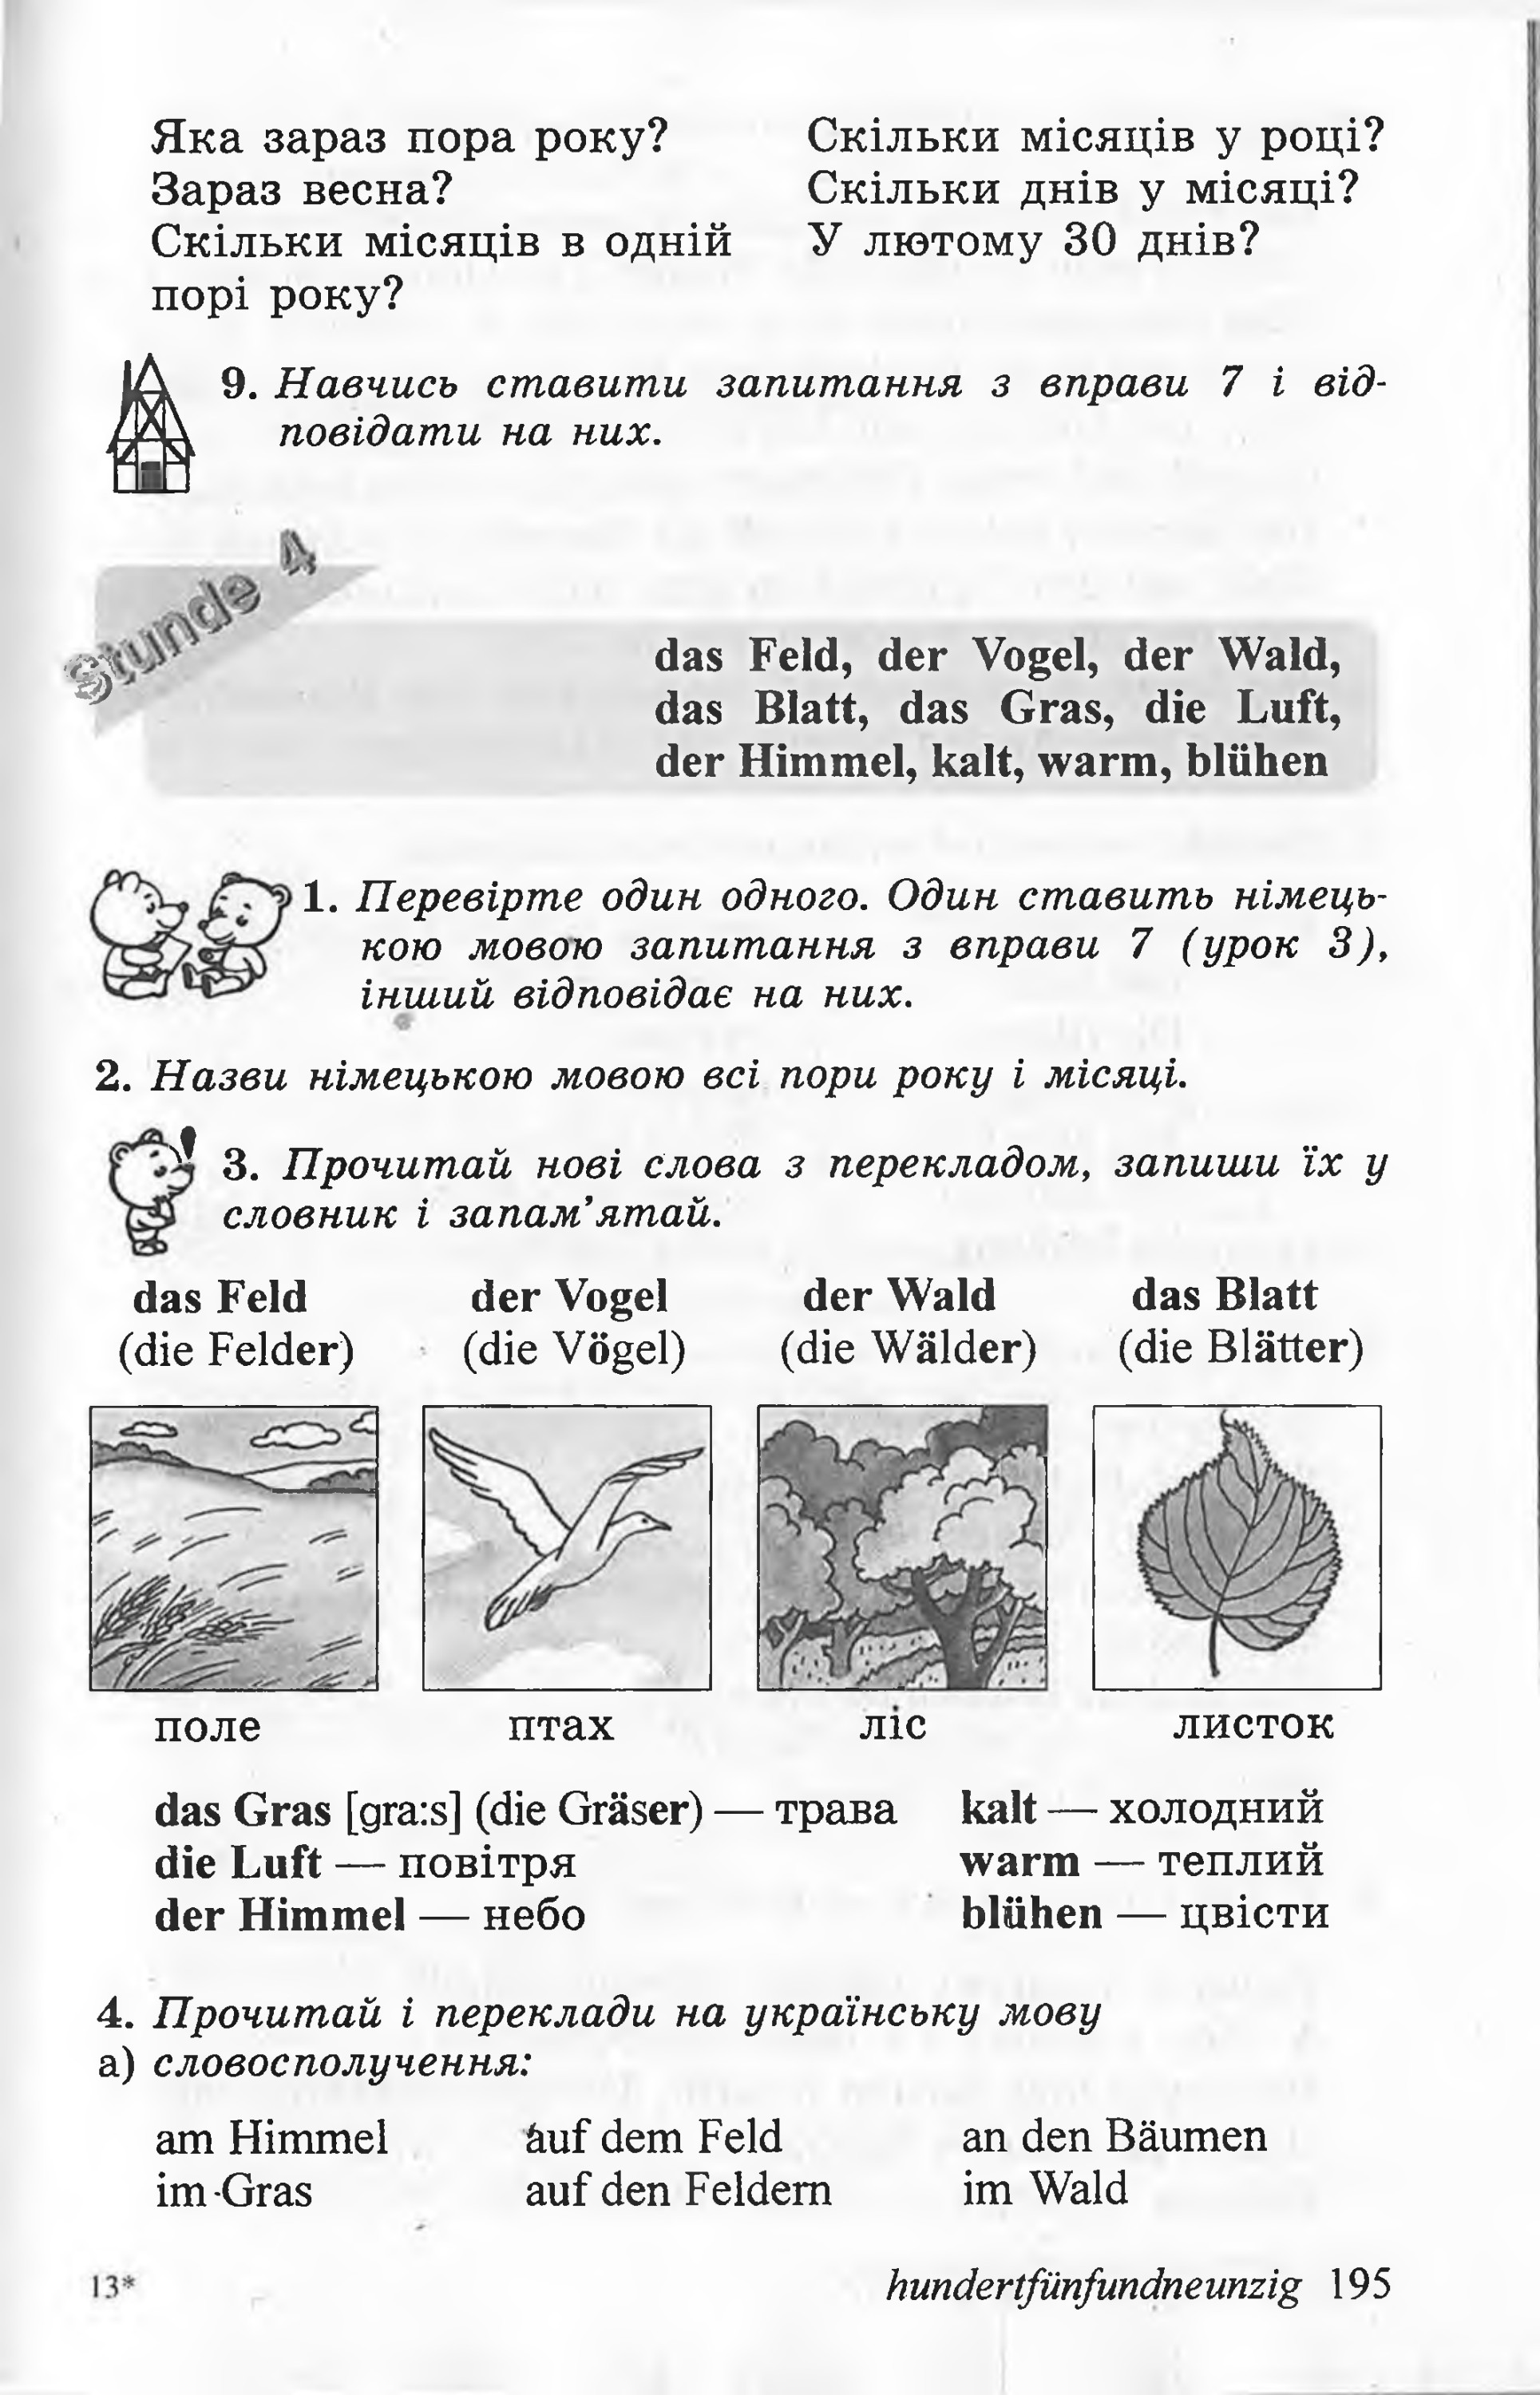 Яка зараз пора року?
Зараз весна?
Скільки місяців в одній
порі року?
Скільки місяців у році?
Скільки днів у місяці?
У лютому 30 днів?
9. Навчись ставити запитання з вправи 7 і від-
повідати на них.
Stunde 4
das Feld, der Vogel, der Wald,
das Blatt, das Gras, die Luft,
der Himmel, kalt, warm, blühen
1. Перевірте один одного. Один ставить німець-
кою мовою запитання з вправи 7 (урок 3),
інший відповідає на них.
2. Назви німецькою мовою всі пори року і місяці.
3. Прочитай нові слова з перекладом, запиши їх у
словник і запам’ятай.
das Feld der Vogel der Wald das Blatt
(die Felder) (die Vögel) (die Wälder) (die Blätter)
поле птах ліс листок
das Gras [gra:s] (die Gräser) — трава
die Luft — повітря
der Himmel — небо
kalt — холодний
warm — теплий
blühen — цвісти
4. Прочитай і переклади на українську мову
а) словосполучення:
am Himmel auf dem Feld an den Bäumen
im Gras auf den Feldern im Wald
13* hundertfünfundneunzig 195